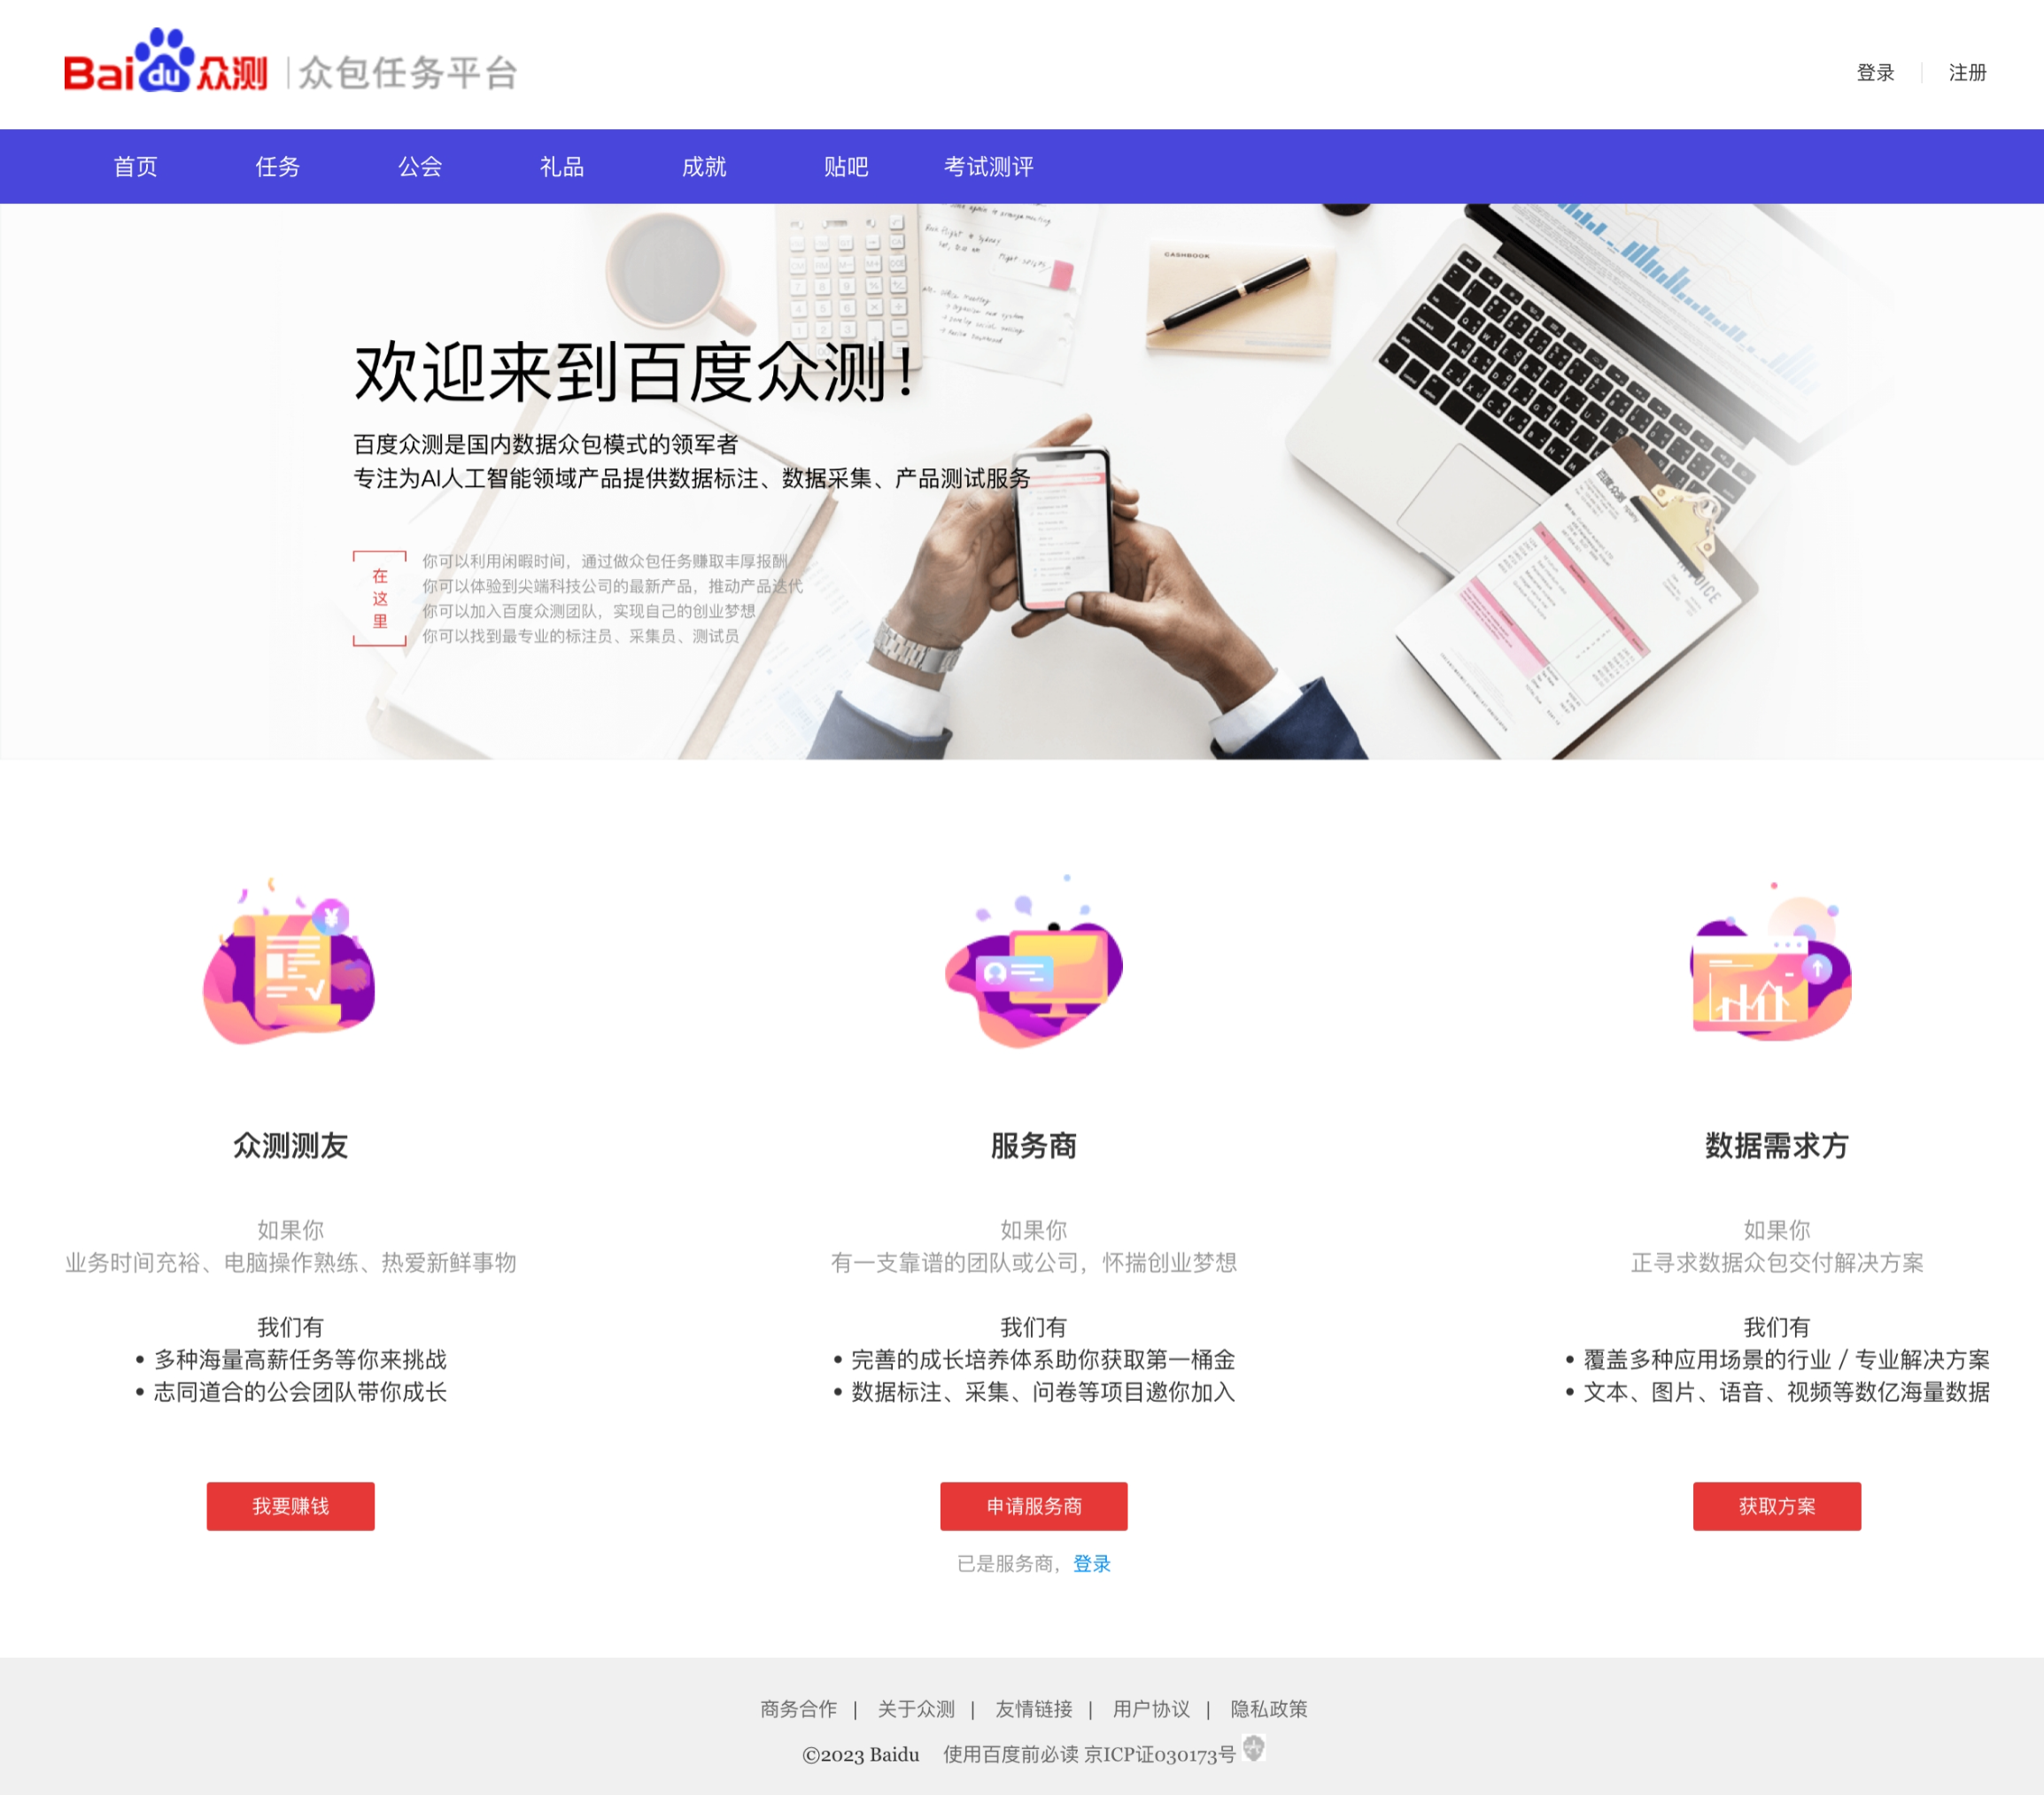 Baidu众测 众包任务平台
登录 注册
首页 任务 公会 礼品 成就 贴吧 考试测评
CASHBOOK
欢迎来到百度众测！
百度众测是国内数据众包模式的领军者
专注为AI人工智能领域产品提供数据标注、数据采集、产品测试服务
在这里
你可以利用闲暇时间，通过做众包任务赚取丰厚报酬
你可以体验到尖端科技公司的最新产品，推动产品迭代
你可以加入百度众测团队，实现自己的创业梦想
你可以找到最专业的标注员、采集员、测试员
百度众测
INVOICE
众测测友
如果你
业务时间充裕、电脑操作熟练、热爱新鲜事物
我们有
• 多种海量高薪任务等你来挑战
• 志同道合的公会团队带你成长
我要赚钱
服务商
如果你
有一支靠谱的团队或公司，怀揣创业梦想
我们有
• 完善的成长培养体系助你获取第一桶金
• 数据标注、采集、问卷等项目邀你加入
申请服务商
已是服务商，登录
数据需求方
如果你
正寻求数据众包交付解决方案
我们有
• 覆盖多种应用场景的行业 / 专业解决方案
• 文本、图片、语音、视频等数亿海量数据
获取方案
商务合作 | 关于众测 | 友情链接 | 用户协议 | 隐私政策
©2023 Baidu 使用百度前必读 京ICP证030173号